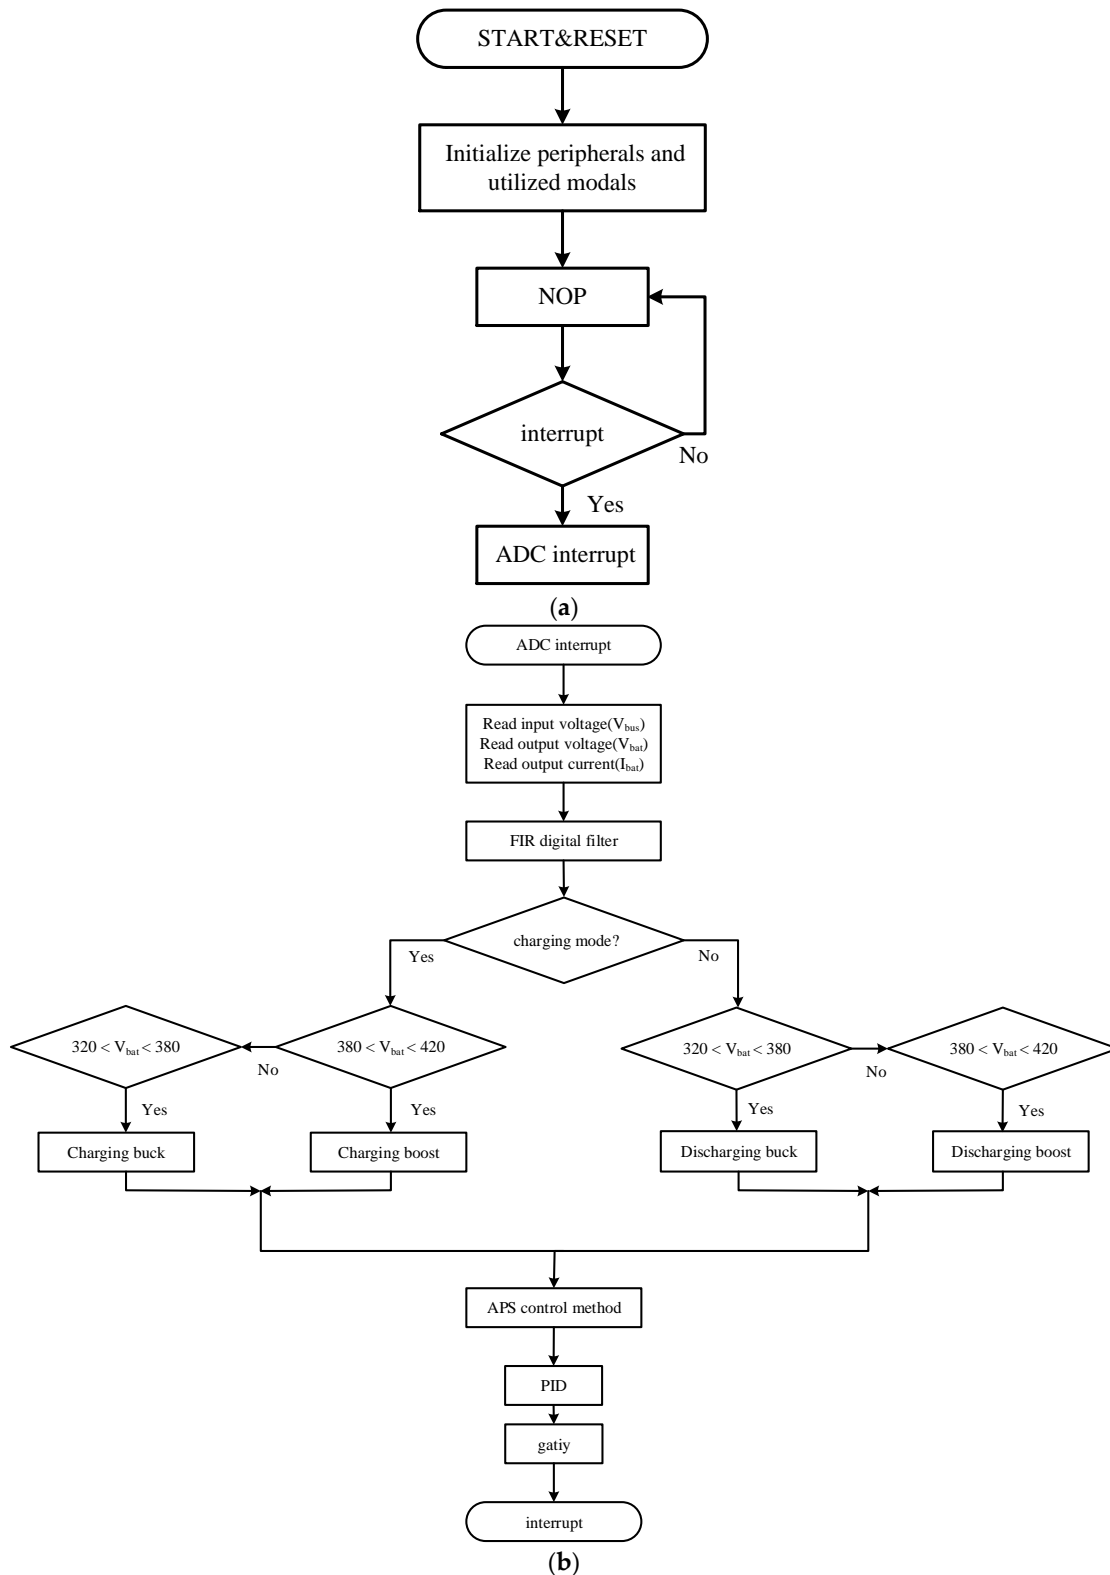 START&RESET
Initialize peripherals and
utilized modals
NOP
interrupt
No
Yes
ADC interrupt
(a)
ADC interrupt
Read input voltage(Vbus)
Read output voltage(Vbat)
Read output current(Ibat)
FIR digital filter
charging mode?
Yes
No
320 < Vbat < 380
No
380 < Vbat < 420
320 < Vbat < 380
No
380 < Vbat < 420
Yes
Yes
Yes
Yes
Charging buck
Charging boost
Discharging buck
Discharging boost
APS control method
PID
gatiy
interrupt
(b)